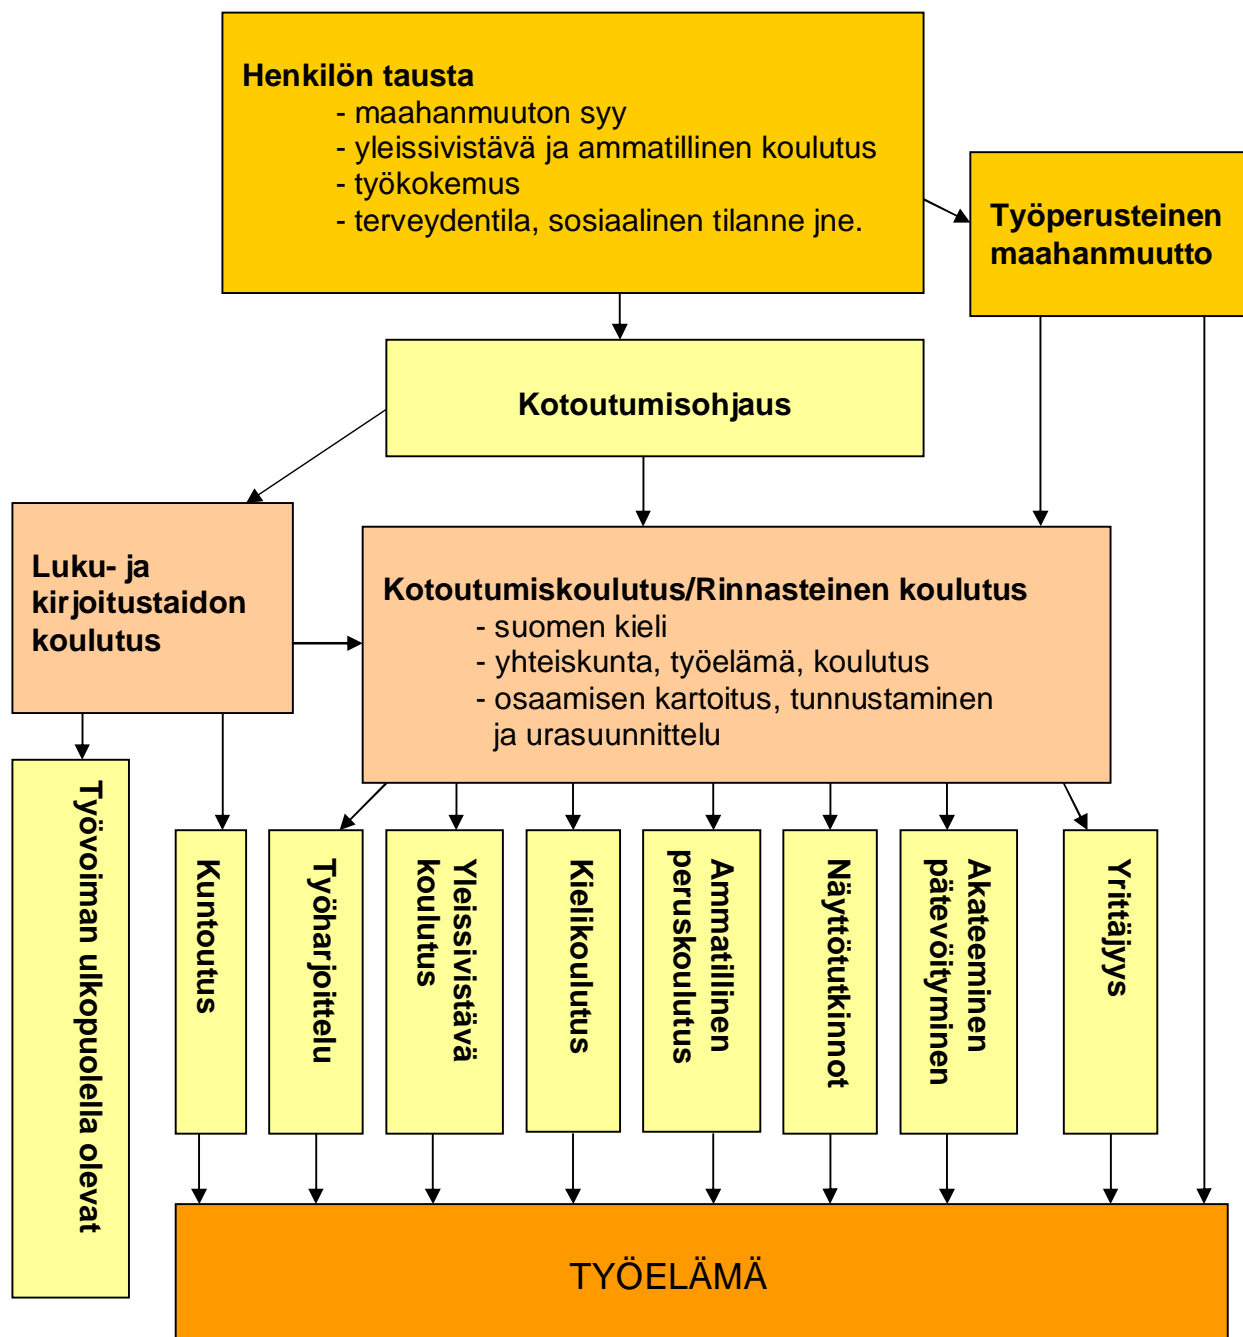 Henkilön tausta
- maahanmuuton syy
- yleissivistävä ja ammatillinen koulutus
- työkokemus
- terveydentila, sosiaalinen tilanne jne.
Työperusteinen
maahanmuutto
Kotoutumisohjaus
Luku- ja
kirjoitustaidon
koulutus
Kotoutumiskoulutus/Rinnasteinen koulutus
- suomen kieli
- yhteiskunta, työelämä, koulutus
- osaamisen kartoitus, tunnustaminen
ja urasuunnittelu
Työvoiman ulkopuolella olevat
Kuntoutus
Työharjoittelu
Yleissivistävä
koulutus
Kielikoulutus
Ammatillinen
peruskoulutus
Näyttötutkinnot
Akateeminen
pätevöityminen
Yrittäjyys
TYÖELÄMÄ